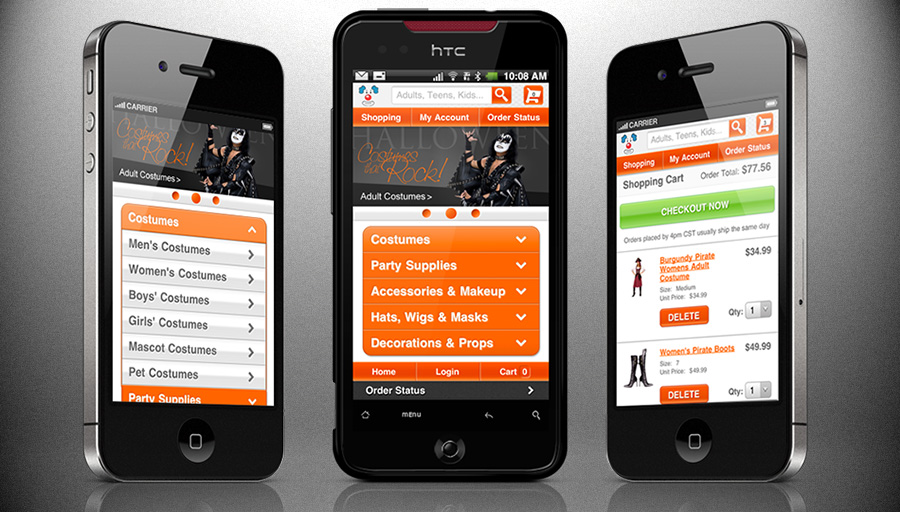 CARRIER
HALLOWEEN
Costumes
that
Rock!
Adult Costumes >
Costumes
Men's Costumes
Women's Costumes
Boys' Costumes
Girls' Costumes
Mascot Costumes
Pet Costumes
Party Supplies
hTC
10:08 AM
Adults, Teens, Kids...
0
Shopping
My Account
Order Status
HALLOWEEN
Costumes
that
Rock!
Adult Costumes >
Costumes
Party Supplies
Accessories & Makeup
Hats, Wigs & Masks
Decorations & Props
Home
Login
Cart 0
Order Status
MENU
CARRIER
Adults, Teens, Kids...
Shopping
My Account
Order Status
Shopping Cart
Order Total: $77.56
CHECKOUT NOW
Orders placed by 4pm CST usually ship the same day
Burgundy Pirate
Womens Adult
Costume
$34.99
Size: Medium
Unit Price: $34.99
DELETE
Qty: 1
Women's Pirate Boots
$49.99
Size: 7
Unit Price: $49.99
DELETE
Qty: 1